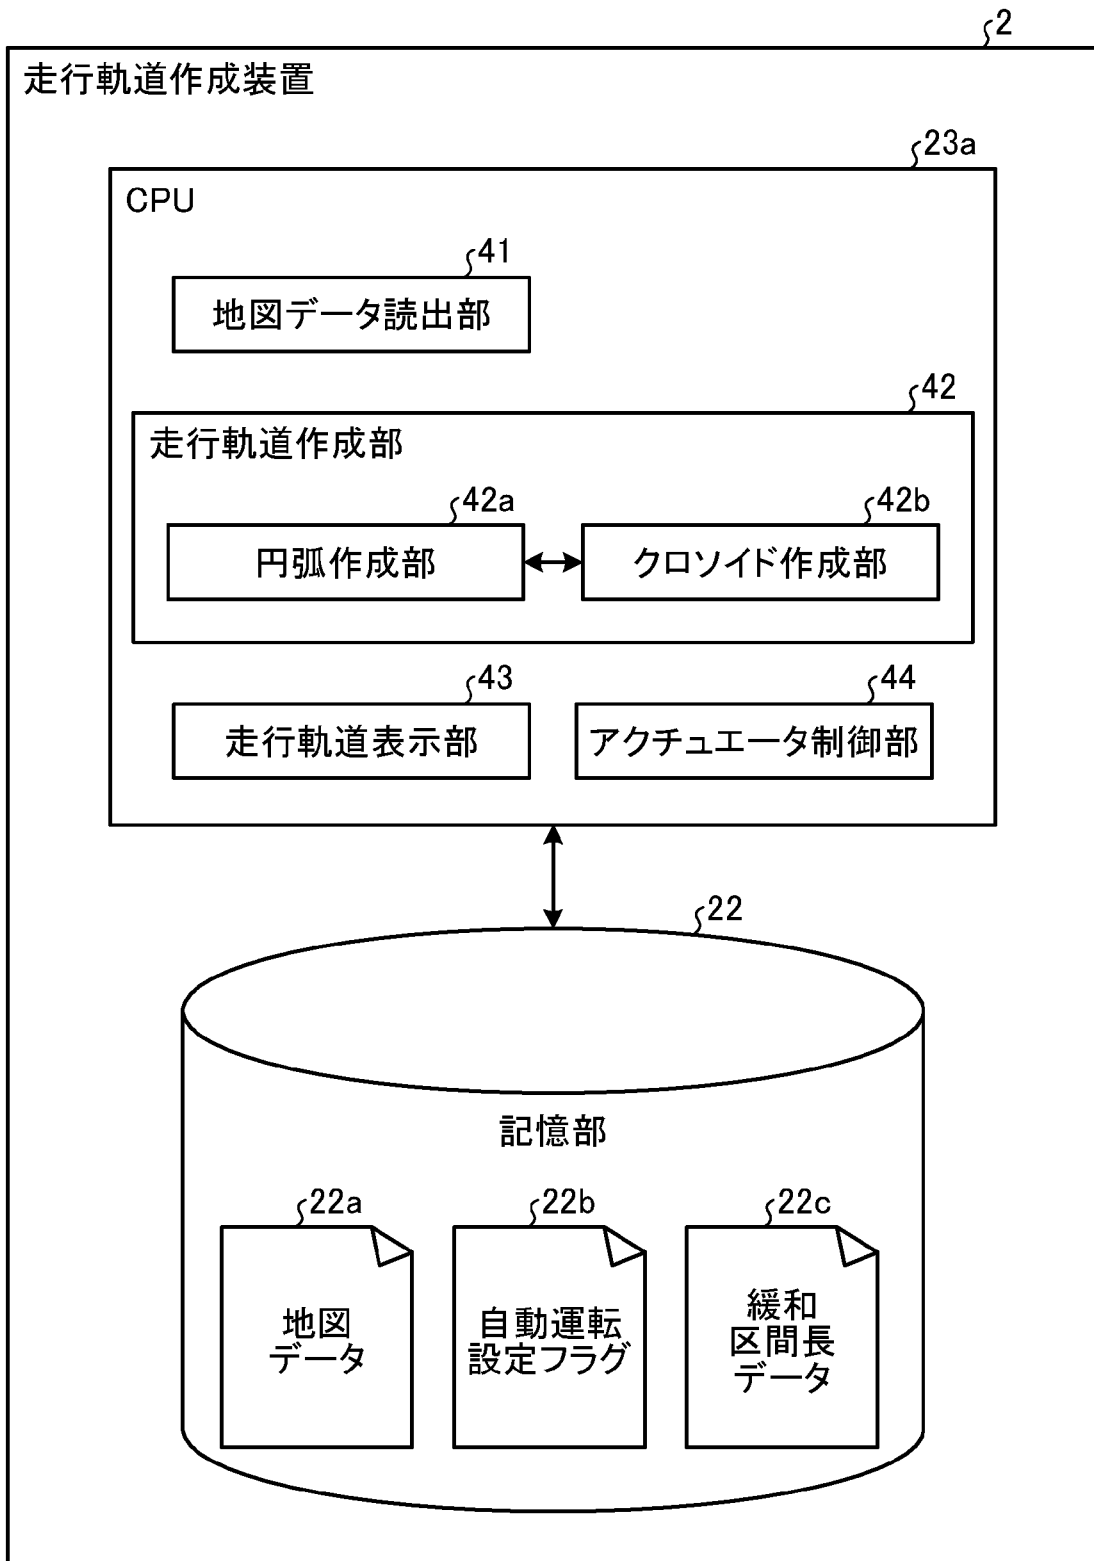 2
走行軌道作成装置
23a
CPU
41
地図データ読出部
42
走行軌道作成部
42a
42b
円弧作成部
クロソイド作成部
43
44
走行軌道表示部
アクチュエータ制御部
22
記憶部
22a
22b
22c
地図
データ
自動運転
設定フラグ
緩和
区間長
データ